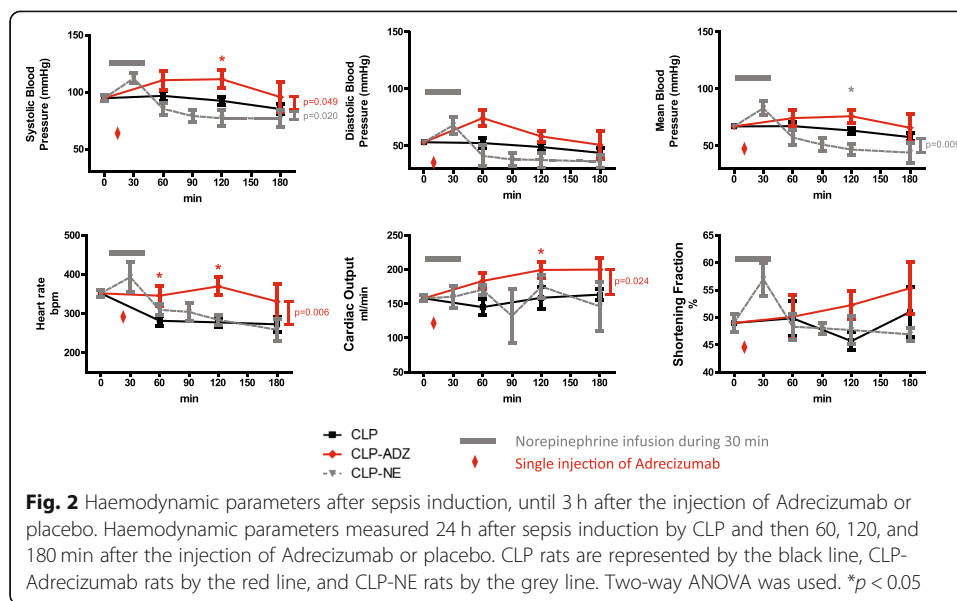 150
100
50
Systolic Blood
Pressure (mmHg)
*
p=0.049
p=0.020
0 30 60 90 120 150 180
min
150
100
50
Diastolic Blood
Pressure (mmHg)
0 30 60 90 120 150 180
min
150
100
50
Mean Blood
Pressure (mmHg)
*
p=0.009
0 30 60 90 120 150 180
min
500
400
300
200
Heart rate
bpm
* *
p=0.006
0 30 60 90 120 150 180
min
250
200
150
100
50
Cardiac Output
ml/min
*
p=0.024
0 30 60 90 120 150 180
min
65
60
55
50
45
40
Shortening Fraction
%
0 30 60 90 120 150 180
min
CLP
CLP-ADZ
CLP-NE
Norepinephrine infusion during 30 min
Single injection of Adrecizumab
Fig. 2 Haemodynamic parameters after sepsis induction, until 3 h after the injection of Adrecizumab or
placebo. Haemodynamic parameters measured 24 h after sepsis induction by CLP and then 60, 120, and
180 min after the injection of Adrecizumab or placebo. CLP rats are represented by the black line, CLP-
Adrecizumab rats by the red line, and CLP-NE rats by the grey line. Two-way ANOVA was used. *p < 0.05